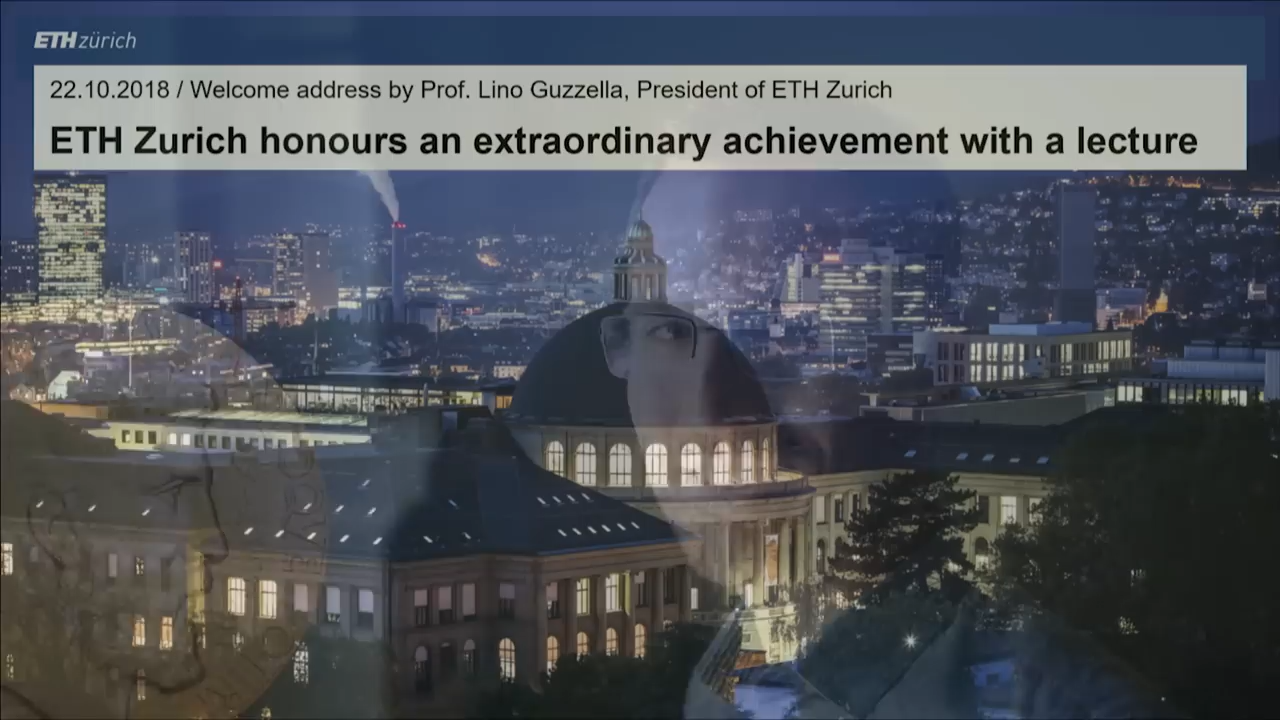 ETH zürich
22.10.2018 / Welcome address by Prof. Lino Guzzella, President of ETH Zurich
ETH Zurich honours an extraordinary achievement with a lecture